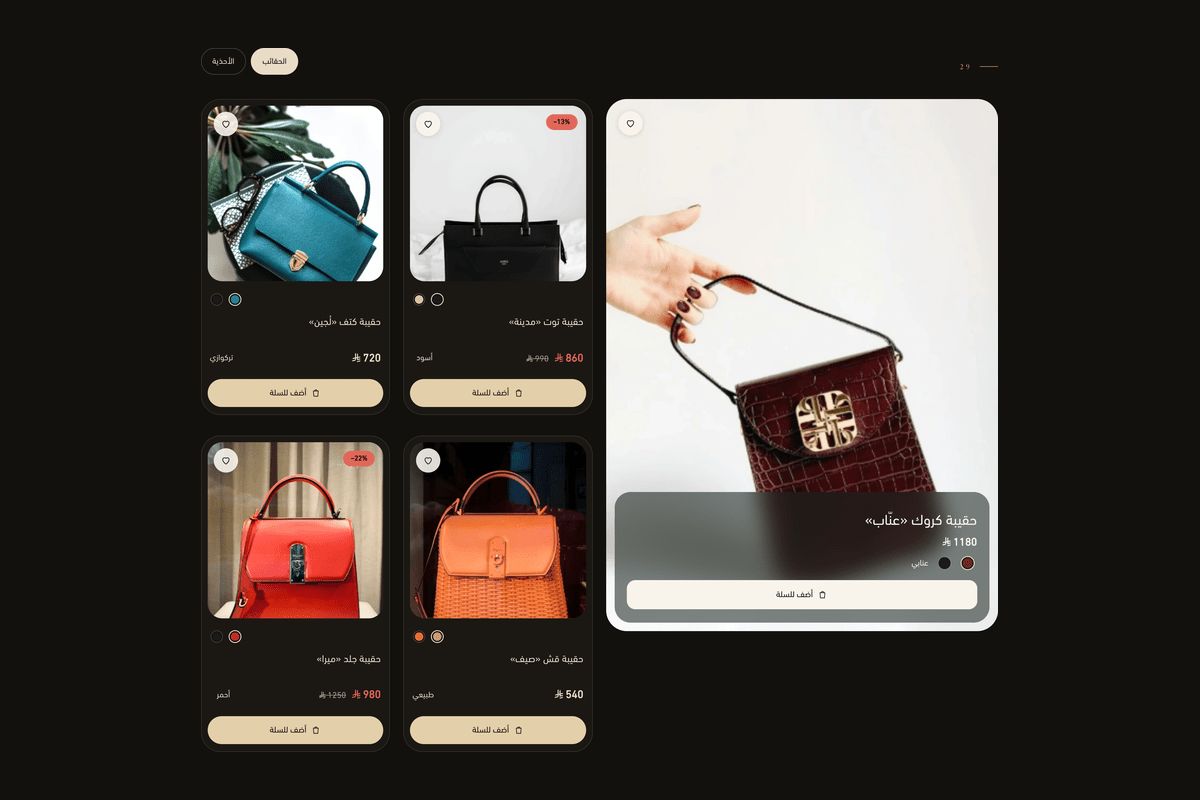 29
الحقائب
الأحذية
حقيبة كروك «عنّاب»
1180
عنابي
أضف للسلة
−13%
حقيبة توت «مدينة»
860 990
أسود
أضف للسلة
حقيبة كتف «لُجين»
720
تركوازي
أضف للسلة
حقيبة قش «صيف»
540
طبيعي
أضف للسلة
−22%
حقيبة جلد «ميرا»
980 1250
أحمر
أضف للسلة